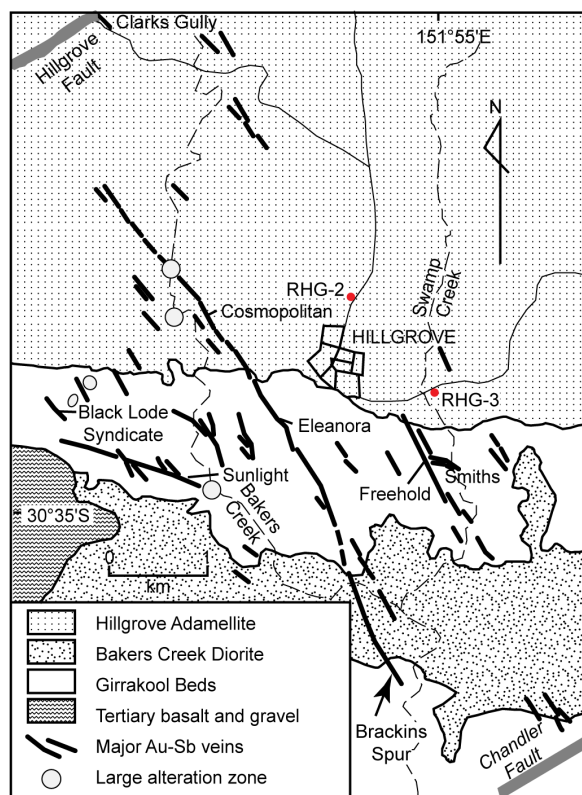 Clarks Gully
151°55'E
Hillgrove
Fault
N
RHG-2
Swamp
Creek
Cosmopolitan
HILLGROVE
RHG-3
Black Lode
Syndicate
Eleanora
Sunlight
Smiths
Freehold
30°35'S
Bakers
Creek
0
km
Hillgrove Adamellite
Bakers Creek Diorite
Girrakool Beds
Tertiary basalt and gravel
Major Au-Sb veins
Large alteration zone
Brackins
Spur
Chandler
Fault